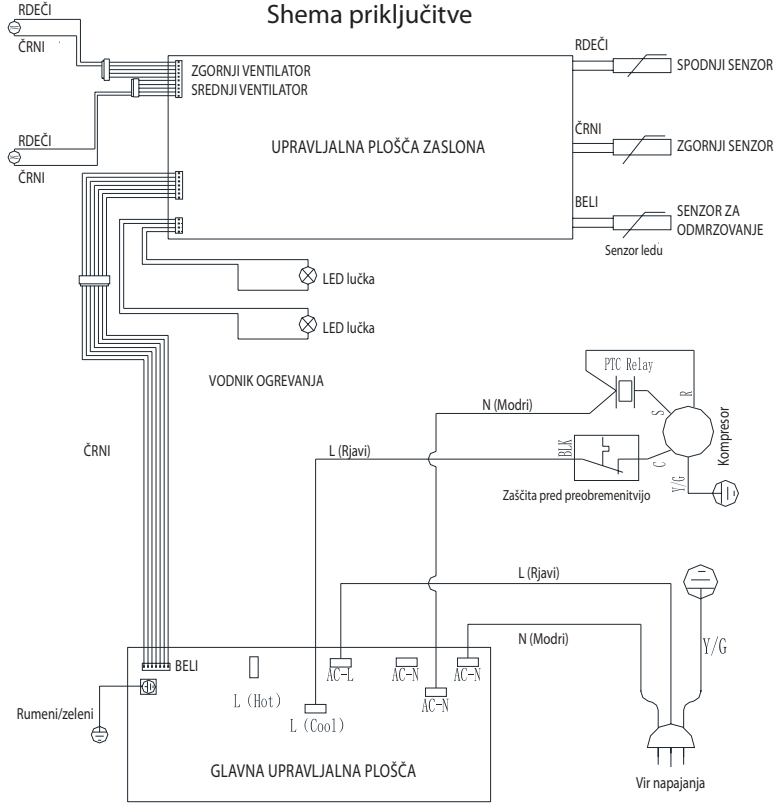 Shema priključitve
RDEČI
ČRNI
RDEČI
ČRNI
ZGORNJI VENTILATOR
SREDNJI VENTILATOR
UPRAVLJALNA PLOŠČA ZASLONA
RDEČI
SPODNJI SENZOR
ČRNI
ZGORNJI SENZOR
BELI
SENZOR ZA
ODMRZOVANJE
Senzor ledu
LED lučka
LED lučka
VODNIK OGREVANJA
PTC Relay
N (Modri)
R
S
C
Kompresor
Y/G
BLK
L (Rjavi)
Zaščita pred preobremenitvijo
ČRNI
L (Rjavi)
N (Modri)
Y/G
BELI
Rumeni/zeleni
L (Hot)
L (Cool)
AC-L
AC-N
AC-N
AC-N
GLAVNA UPRAVLJALNA PLOŠČA
Vir napajanja